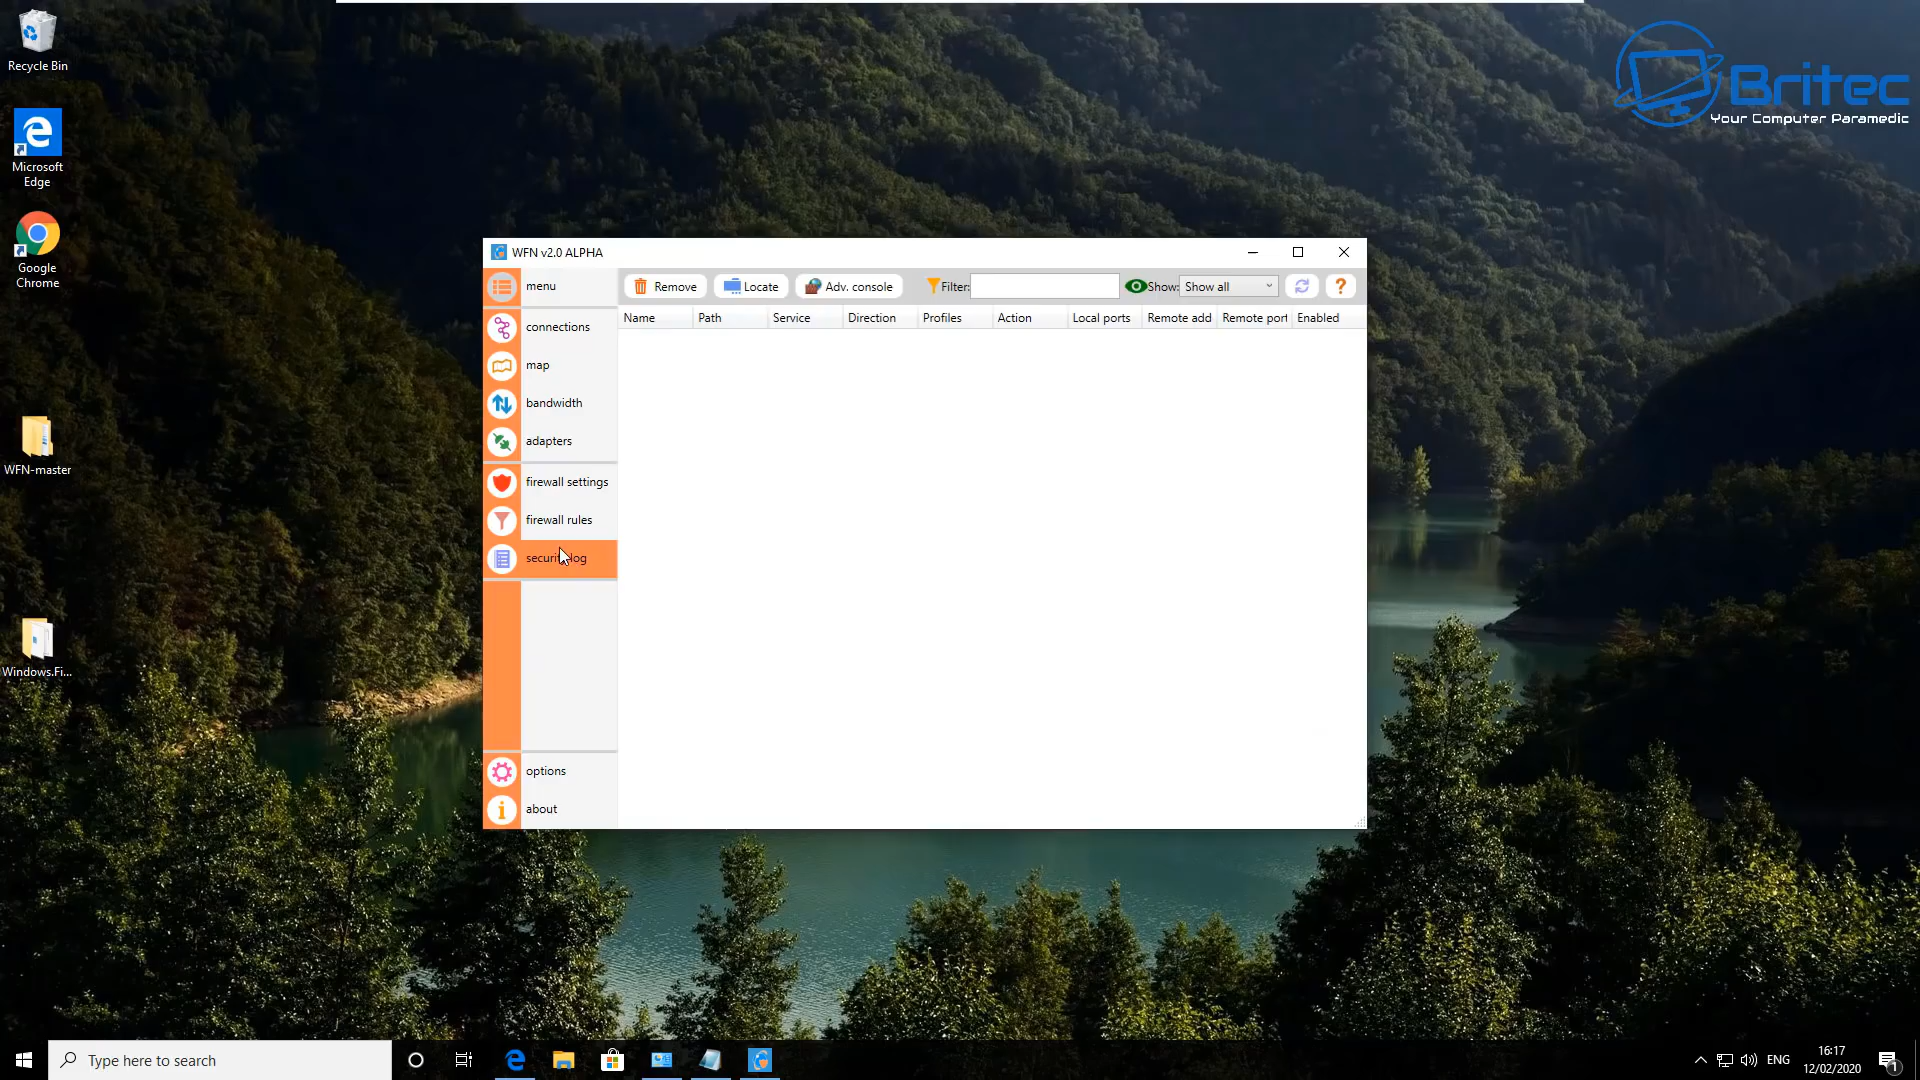 Recycle Bin
Microsoft
Edge
Google
Chrome
WFN-master
Windows.Fi...
Britec
Your Computer Paramedic
WFN v2.0 ALPHA
menu
Remove
Locate
Adv. console
Filter:
Show:
Show all
?
Name
Path
Service
Direction
Profiles
Action
Local ports
Remote add
Remote port
Enabled
connections
map
bandwidth
adapters
firewall settings
firewall rules
security log
options
about
Type here to search
ENG
16:17
12/02/2020
1